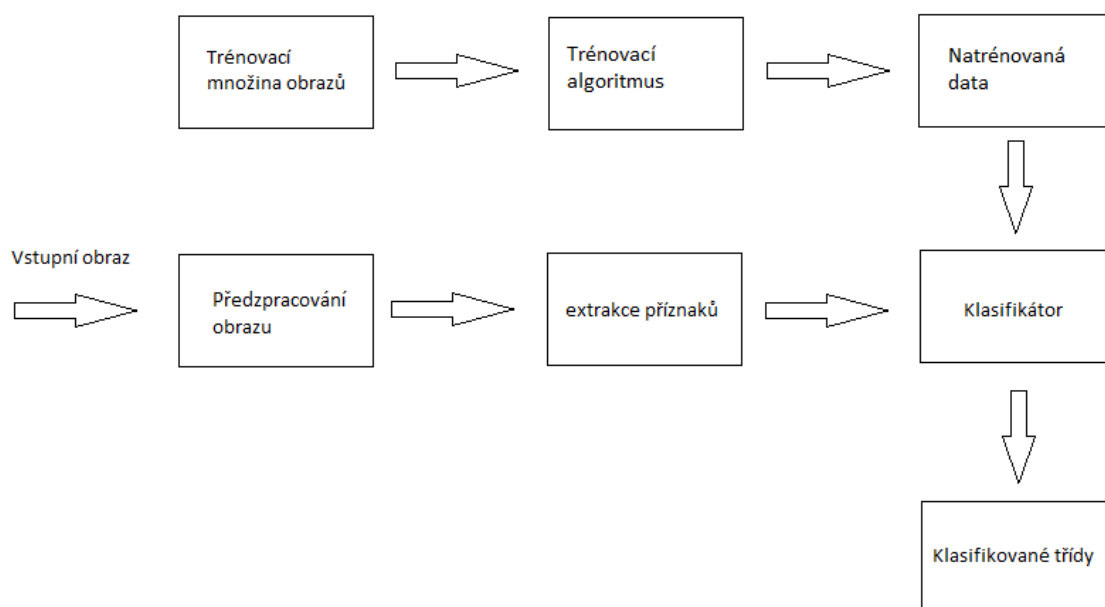 Trénovací
množina obrazů
Trénovací
algoritmus
Natrénovaná
data
Vstupní obraz
Předzpracování
obrazu
extrakce příznaků
Klasifikátor
Klasifikované třídy